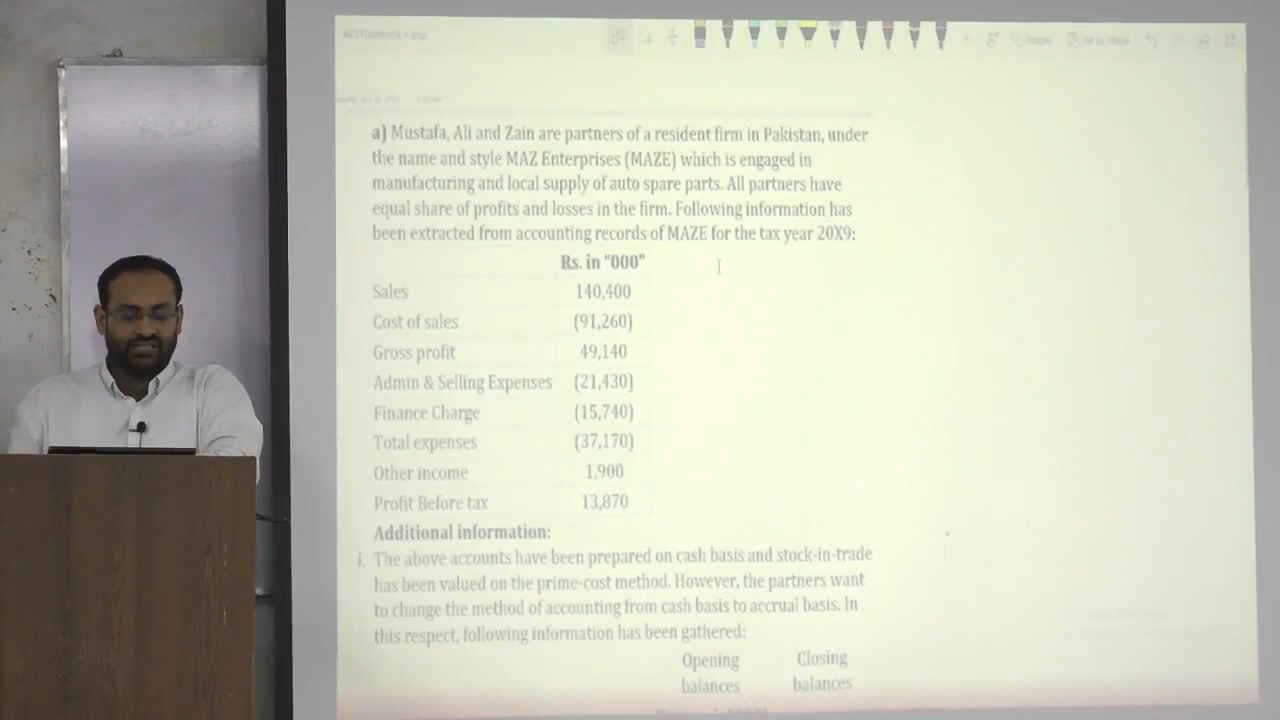 a) Mustafa, Ali and Zain are partners of a resident firm in Pakistan, under
the name and style MAZ Enterprises (MAZE) which is engaged in
manufacturing and local supply of auto spare parts. All partners have
equal share of profits and losses in the firm. Following information has
been extracted from accounting records of MAZE for the tax year 20X9:
Rs. in "000"
Sales 140,400
Cost of sales (91,260)
Gross profit 49,140
Admin & Selling Expenses (21,430)
Finance Charge (15,740)
Total expenses (37,170)
Other income 1,900
Profit Before tax 13,870
Additional information:
i. The above accounts have been prepared on cash basis and stock-in-trade
has been valued on the prime-cost method. However, the partners want
to change the method of accounting from cash basis to accrual basis. In
this respect, following information has been gathered:
Opening Closing
balances balances